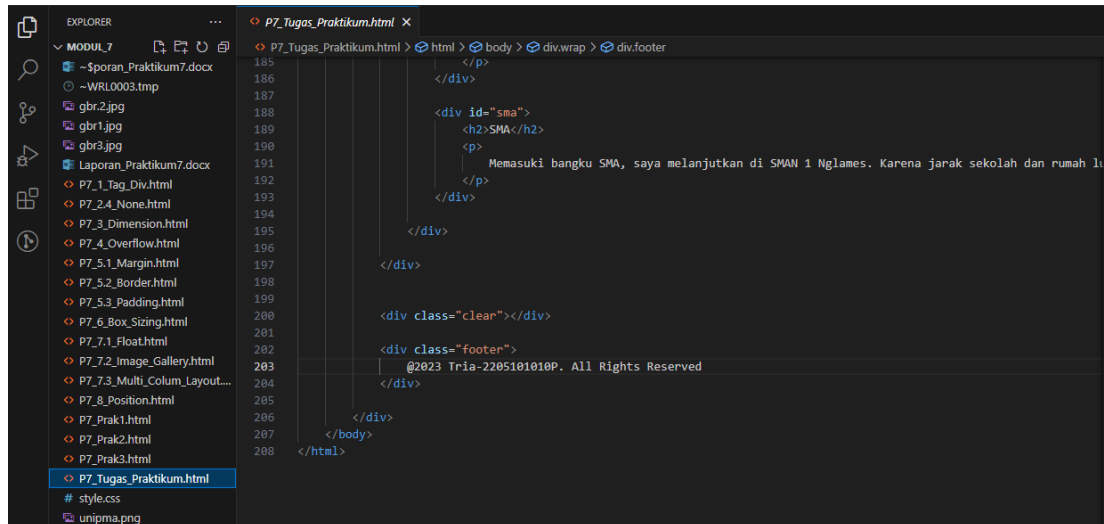 EXPLORER
MODUL_7
~$poran_Praktikum7.docx
~WRL0003.tmp
gbr.2.jpg
gbr1.jpg
gbr3.jpg
Laporan_Praktikum7.docx
P7_1_Tag_Div.html
P7_2.4_None.html
P7_3_Dimension.html
P7_4_Overflow.html
P7_5.1_Margin.html
P7_5.2_Border.html
P7_5.3_Padding.html
P7_6_Box_Sizing.html
P7_7.1_Float.html
P7_7.2_Image_Gallery.html
P7_7.3_Multi_Colum_Layout....
P7_8_Position.html
P7_Prak1.html
P7_Prak2.html
P7_Prak3.html
P7_Tugas_Praktikum.html
# style.css
unipma.png
<> P7_Tugas_Praktikum.html ×
<> P7_Tugas_Praktikum.html > html > body > div.wrap > div.footer
185 </p>
186 </div>
187
188 <div id="sma">
189 <h2>SMA</h2>
190 <p>
191 Memasuki bangku SMA, saya melanjutkan di SMAN 1 Nglames. Karena jarak sekolah dan rumah lu
192 </p>
193 </div>
194
195 </div>
196
197 </div>
198
199
200 <div class="clear"></div>
201
202 <div class="footer">
203 @2023 Tria-2205101010P. All Rights Reserved
204 </div>
205
206 </div>
207 </body>
208 </html>